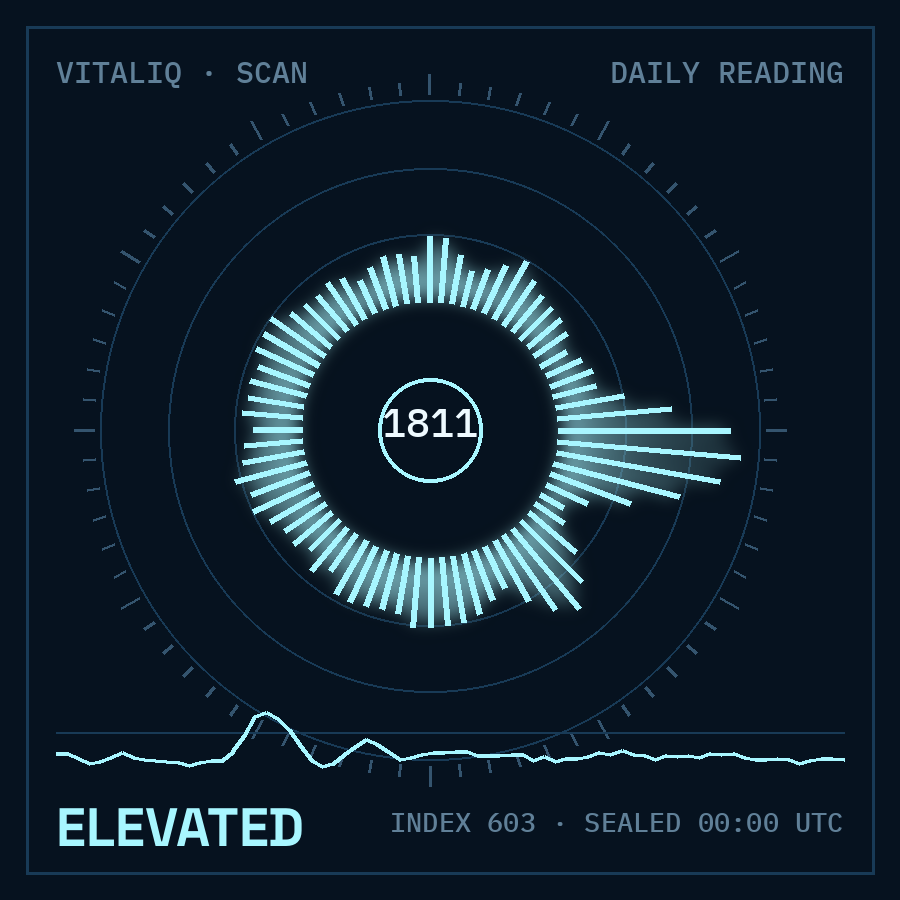 VITALIQ · SCAN
DAILY READING
1811
ELEVATED
INDEX 603 · SEALED 00:00 UTC